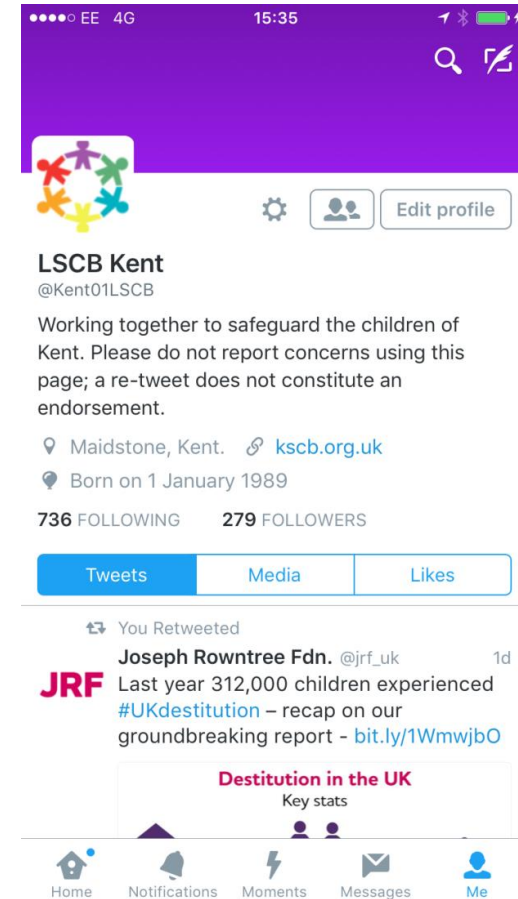 EE 4G 15:35
Edit profile
LSCB Kent
@Kent01LSCB
Working together to safeguard the children of
Kent. Please do not report concerns using this
page; a re-tweet does not constitute an
endorsement.
Maidstone, Kent. kscb.org.uk
Born on 1 January 1989
736 FOLLOWING 279 FOLLOWERS
Tweets Media Likes
You Retweeted
Joseph Rowntree Fdn. @jrf_uk 1d
JRF Last year 312,000 children experienced
#UKdestitution – recap on our
groundbreaking report - bit.ly/1WmwjbO
Destitution in the UK
Key stats
Home Notifications Moments Messages Me